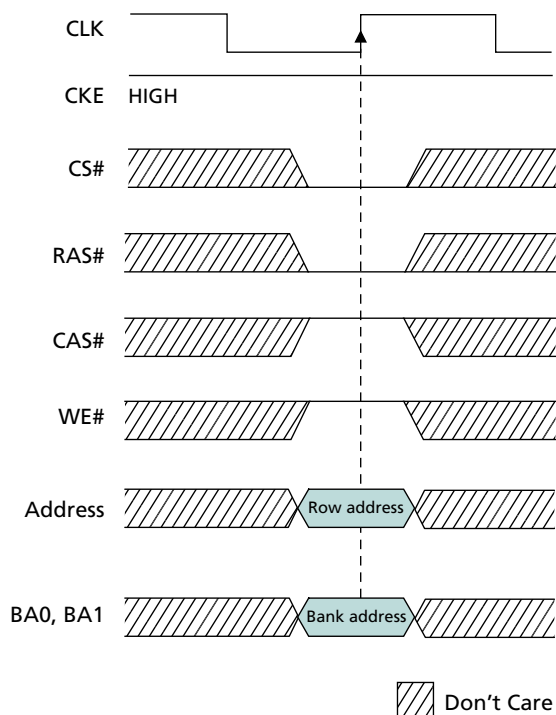 CLK
CKE HIGH
CS#
RAS#
CAS#
WE#
Address Row address
BA0, BA1 Bank address
Don't Care